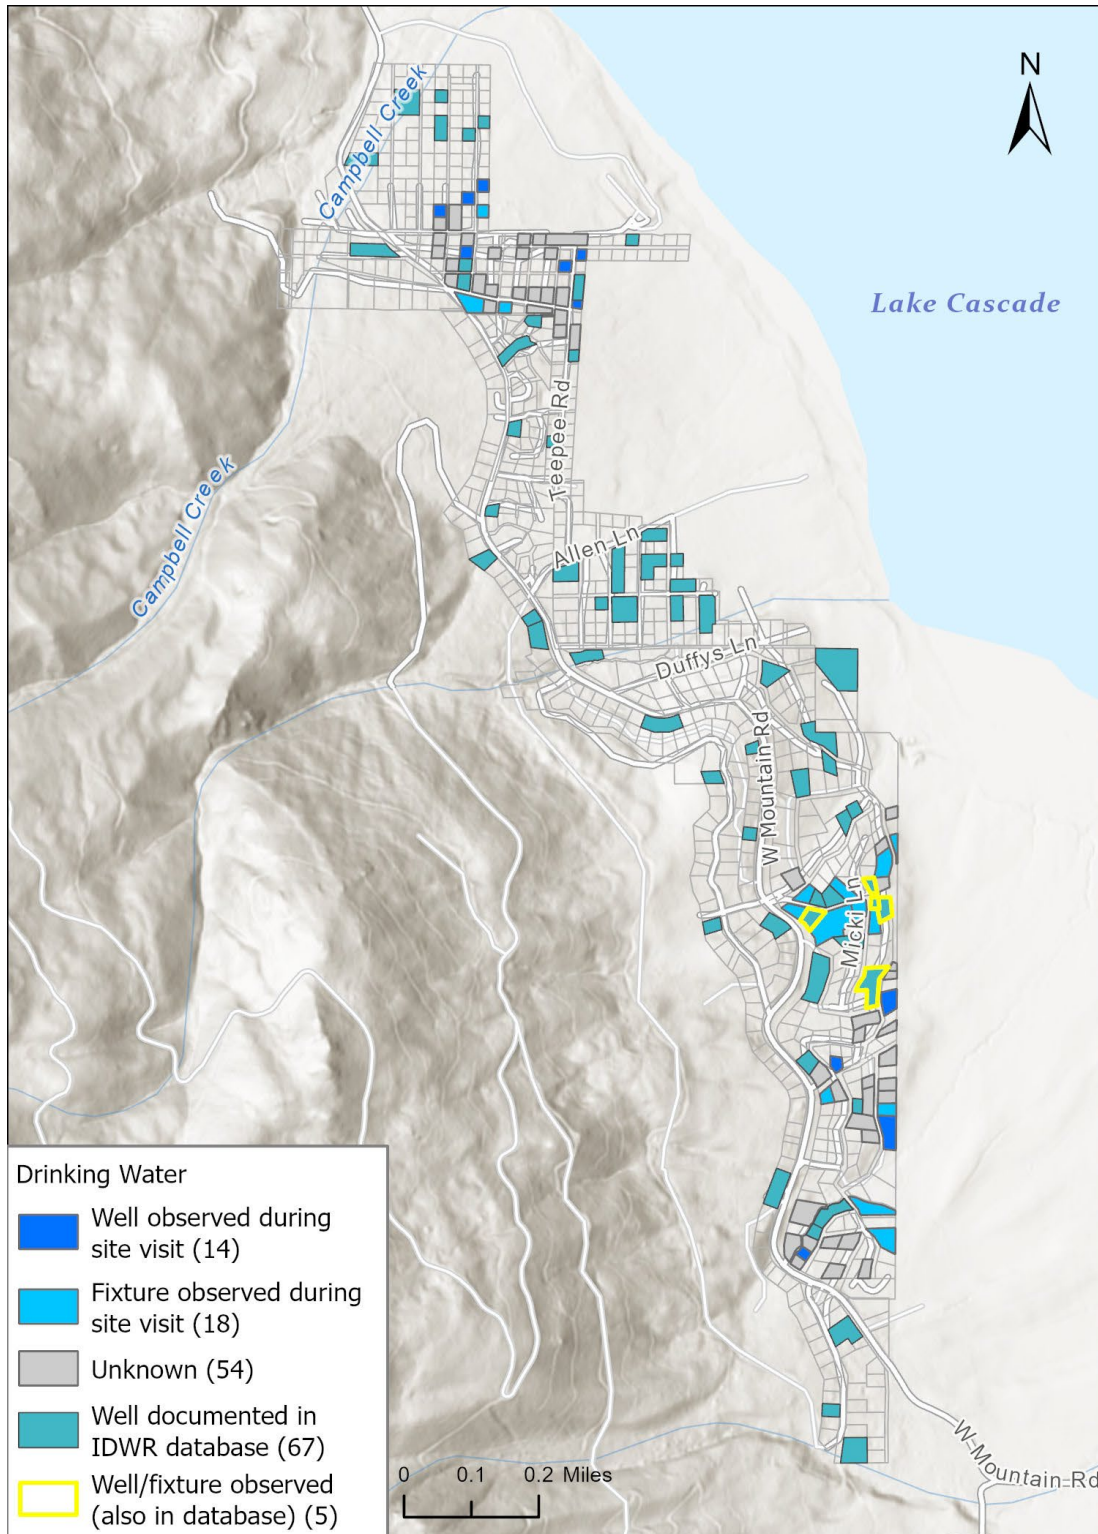 N
Campbell Creek
Lake Cascade
Teepee Rd
Campbell Creek
Allen Ln
Duffys Ln
W Mountain Rd
Micki Ln
W Mountain Rd
Drinking Water
Well observed during
site visit (14)
Fixture observed during
site visit (18)
Unknown (54)
Well documented in
IDWR database (67)
Well/fixture observed
(also in database) (5)
0 0.1 0.2 Miles